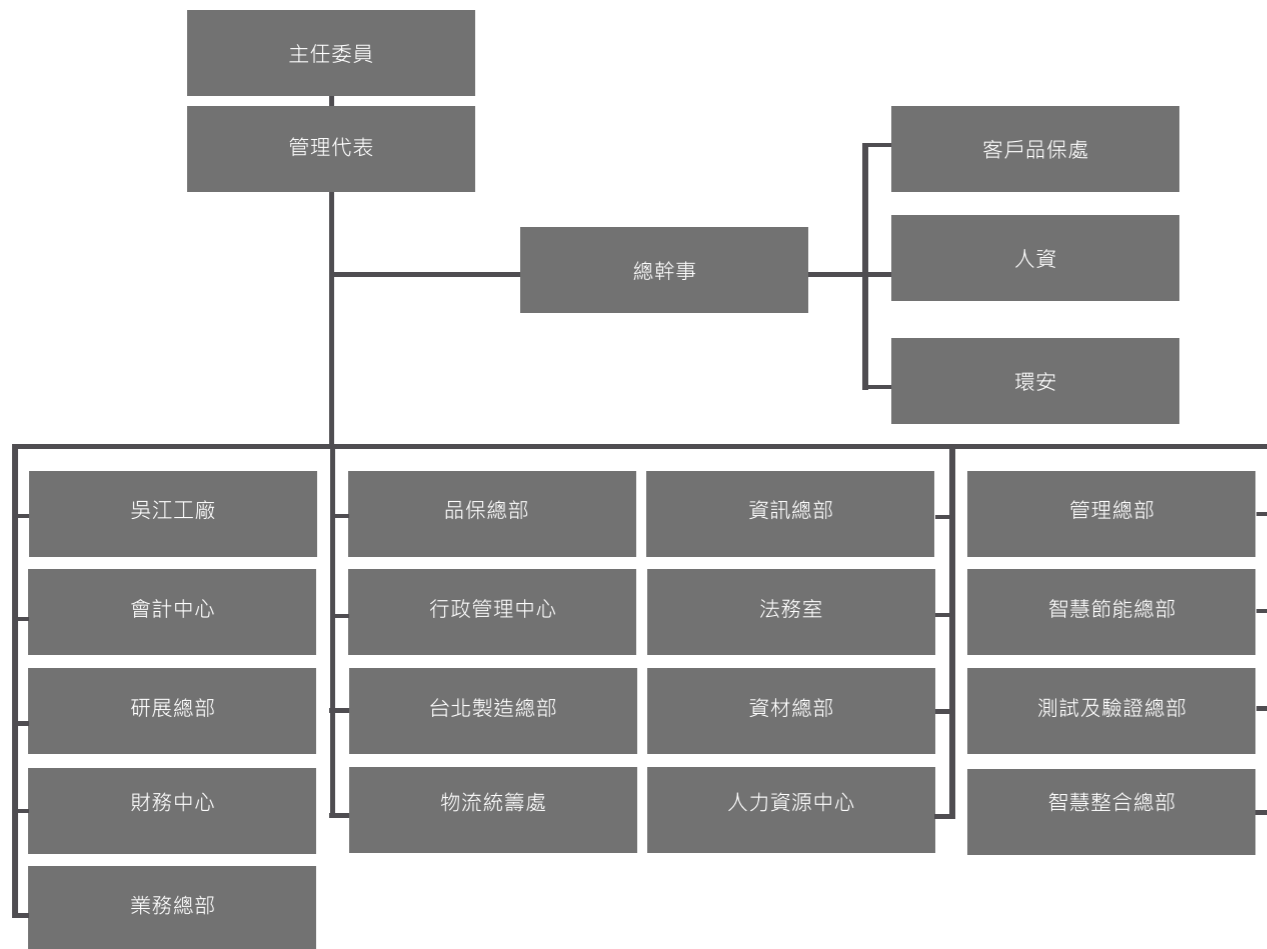 主任委員
管理代表
客戶品保處
總幹事
人資
環安
吳江工廠
品保總部
資訊總部
管理總部
會計中心
行政管理中心
法務室
智慧節能總部
研展總部
台北製造總部
資材總部
測試及驗證總部
財務中心
物流統籌處
人力資源中心
智慧整合總部
業務總部